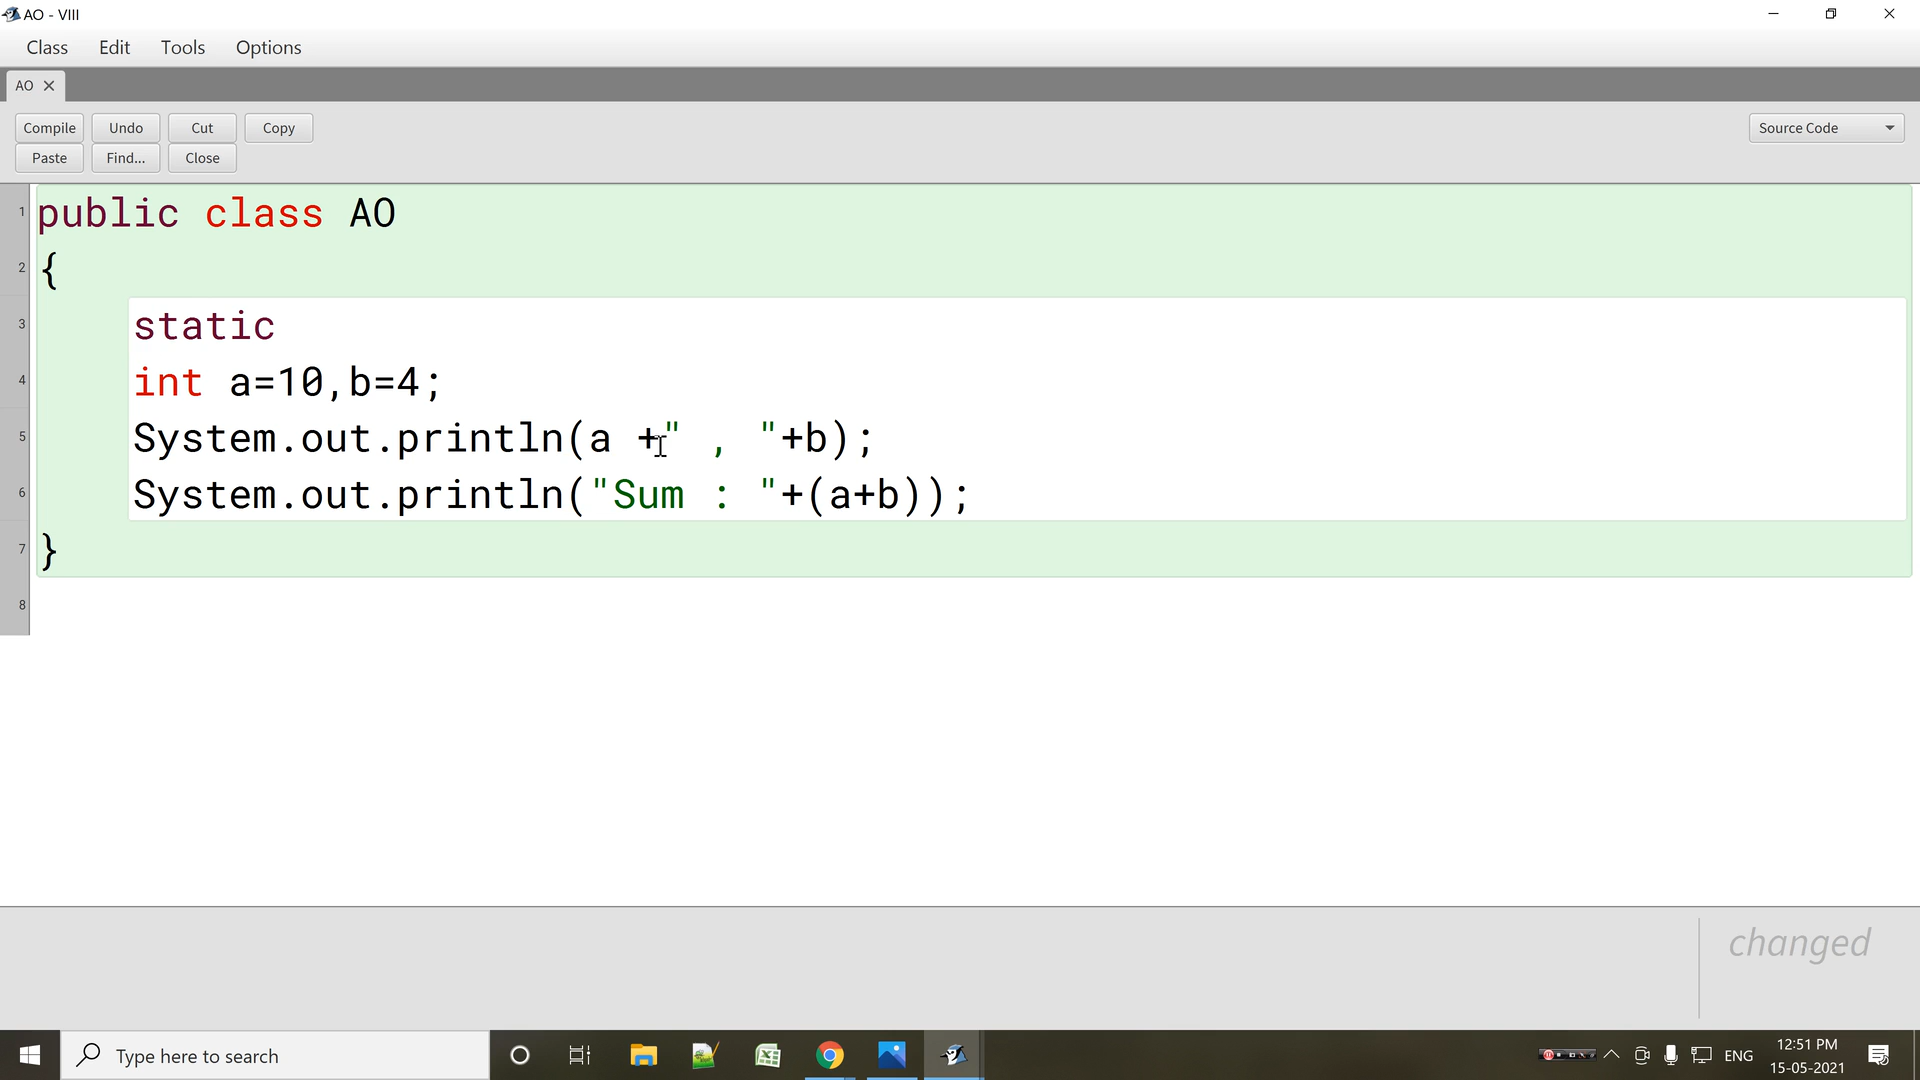 AO - VIII
Class Edit Tools Options
AO
Compile Undo Cut Copy
Source Code
Paste Find... Close
1 public class AO
2 {
3 static
4 int a=10,b=4;
5 System.out.println(a +" , "+b);
6 System.out.println("Sum : "+(a+b));
7 }
8
changed
Type here to search
ENG
12:51 PM
15-05-2021